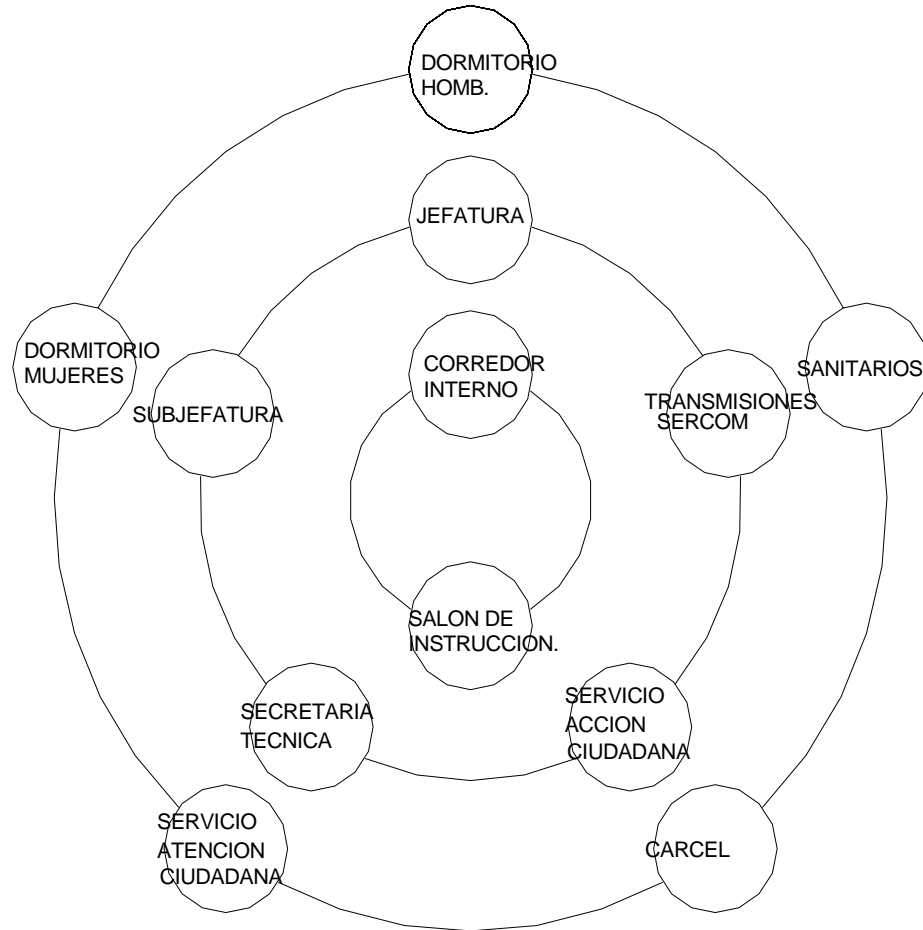 DORMITORIO
HOMB.
JEFATURA
DORMITORIO
MUJERES
SUBJEFATURA
CORREDOR
INTERNO
TRANSMISIONES
SERCOM
SANITARIOS
SALON DE
INSTRUCCION.
SECRETARIA
TECNICA
SERVICIO
ACCION
CIUDADANA
SERVICIO
ATENCION
CIUDADANA
CARCEL